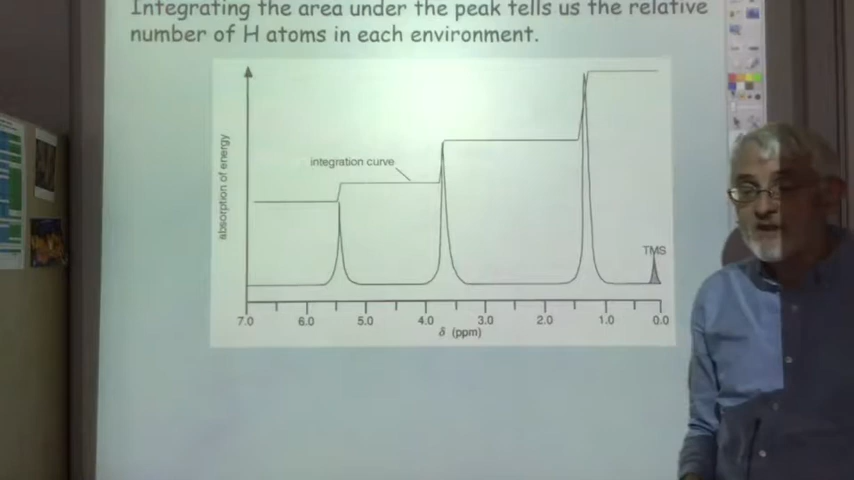 Integrating the area under the peak tells us the relative
number of H atoms in each environment.
absorption of energy
integration curve
TMS
7.0 6.0 5.0 4.0 3.0 2.0 1.0 0.0
δ (ppm)